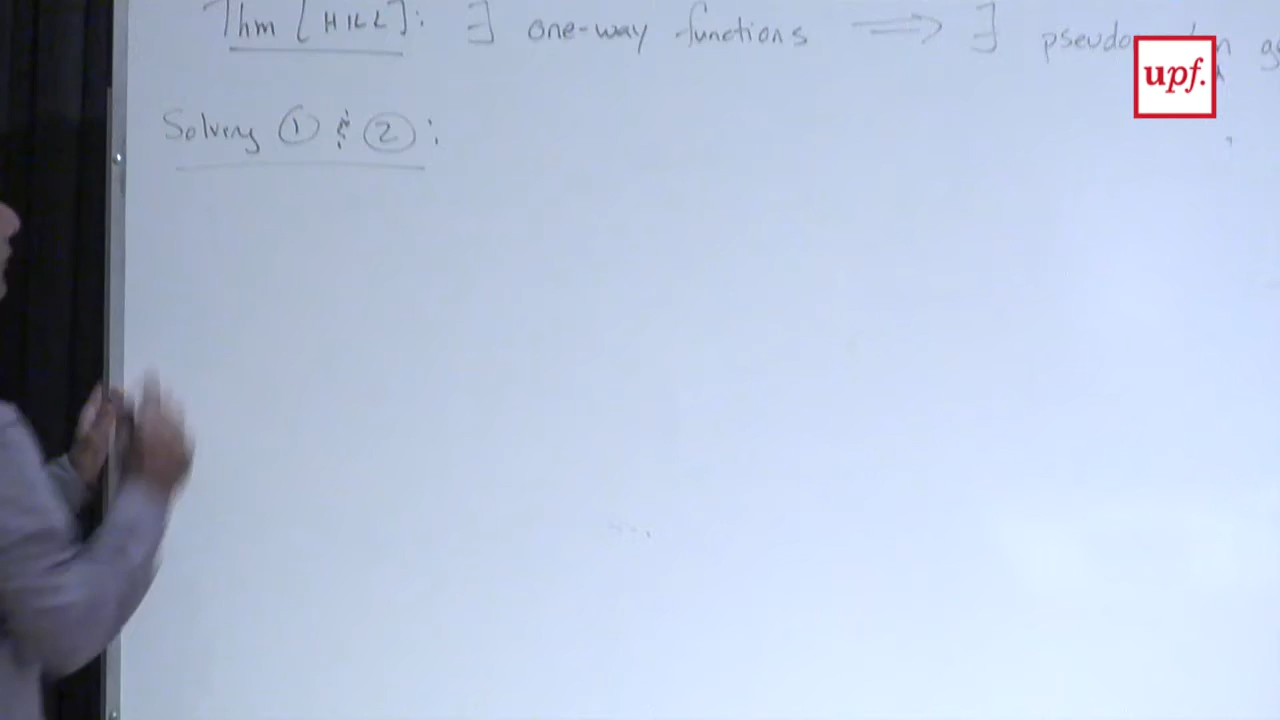 Thm [HILL]: ∃ one-way functions ⟹ ∃ pseudo
upf.
Solving ① & ②: